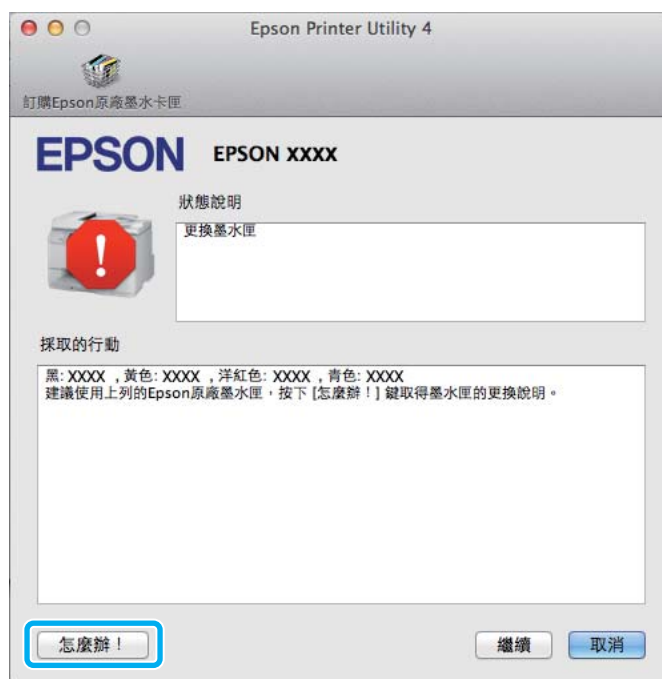 Epson Printer Utility 4
訂購Epson原廠墨水卡匣
EPSON EPSON XXXX
狀態說明
更換墨水匣
採取的行動
黑: XXXX , 黃色: XXXX , 洋紅色: XXXX , 青色: XXXX
建議使用上列的Epson原廠墨水匣，按下 [怎麼辦！] 鍵取得墨水匣的更換說明。
怎麼辦！ 繼續 取消